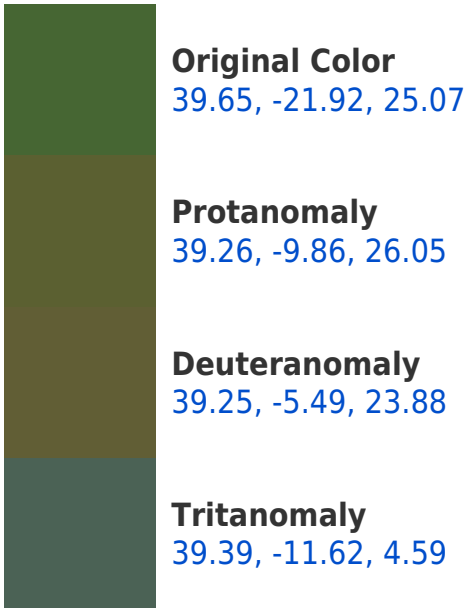 Original Color
39.65, -21.92, 25.07
Protanomaly
39.26, -9.86, 26.05
Deuteranomaly
39.25, -5.49, 23.88
Tritanomaly
39.39, -11.62, 4.59